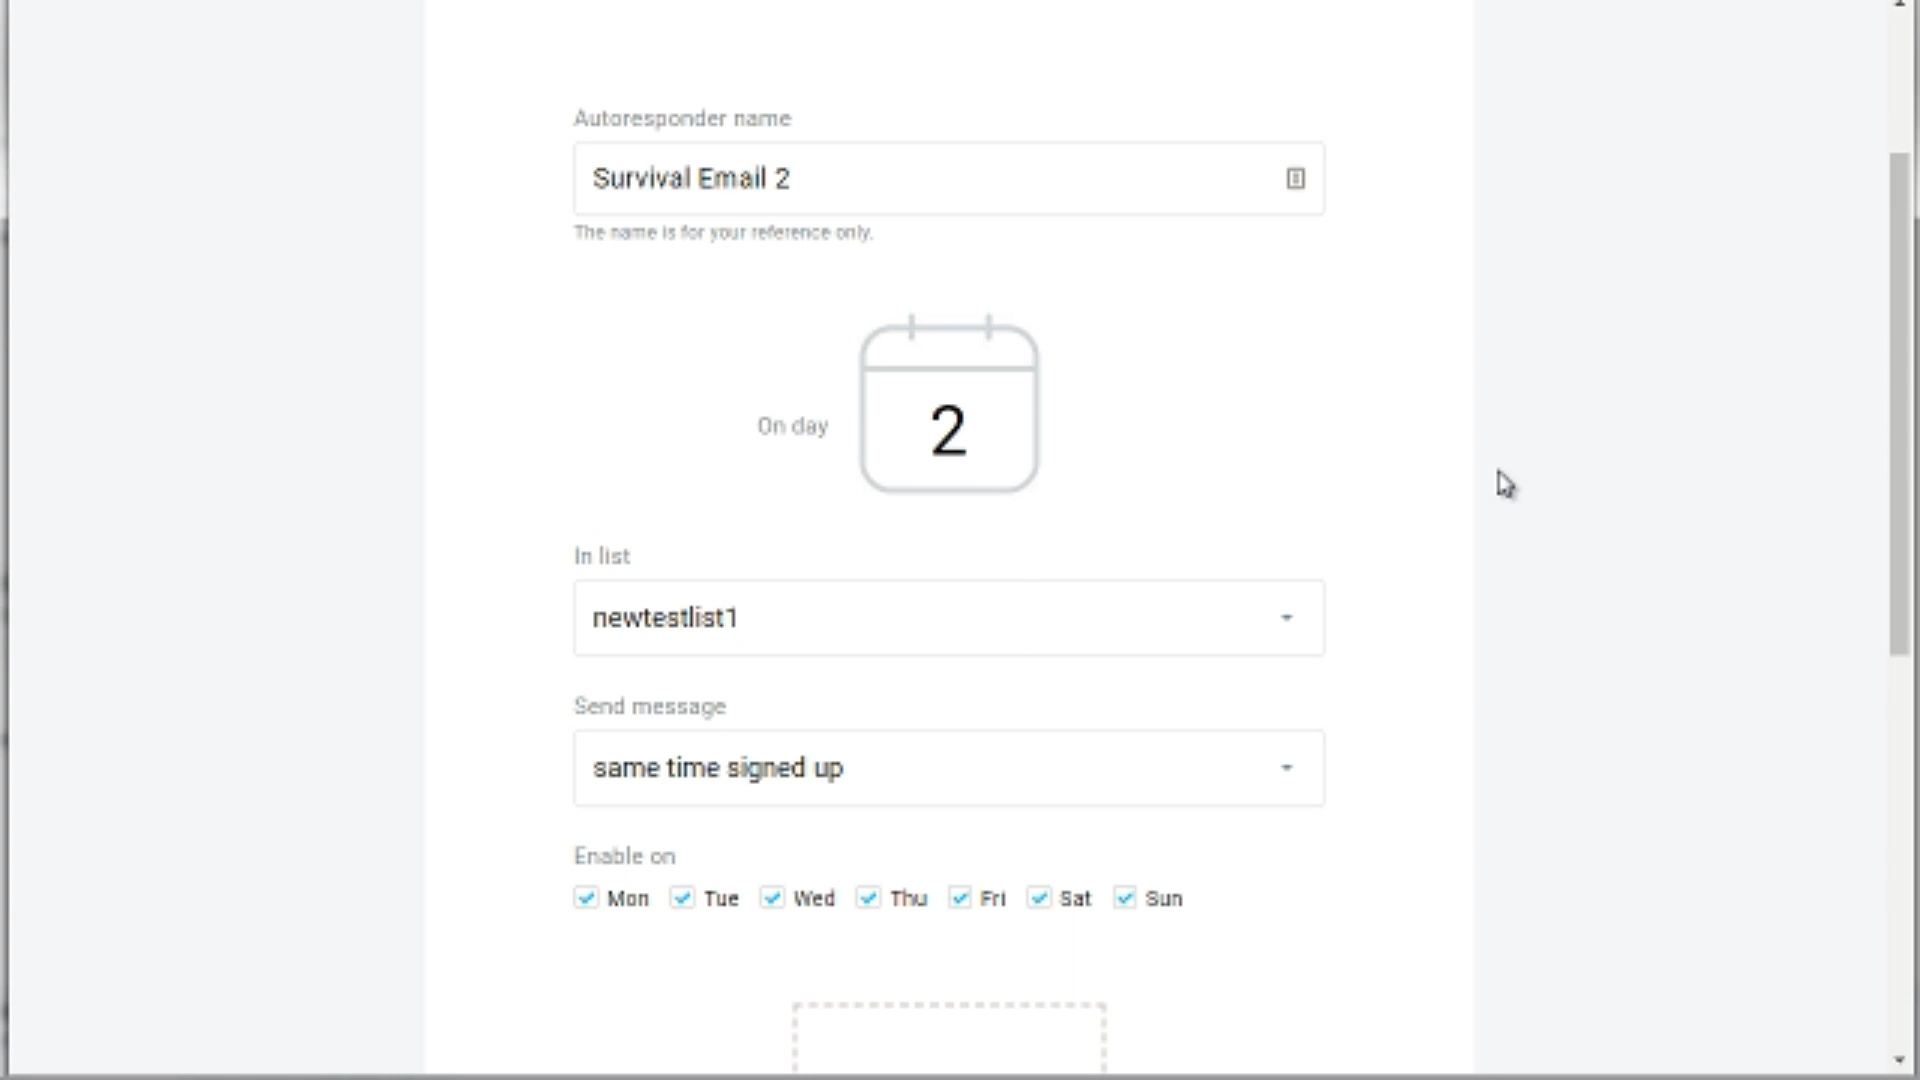 Autoresponder name
Survival Email 2
The name is for your reference only.
On day 2
In list
newtestlist1
Send message
same time signed up
Enable on
Mon Tue Wed Thu Fri Sat Sun